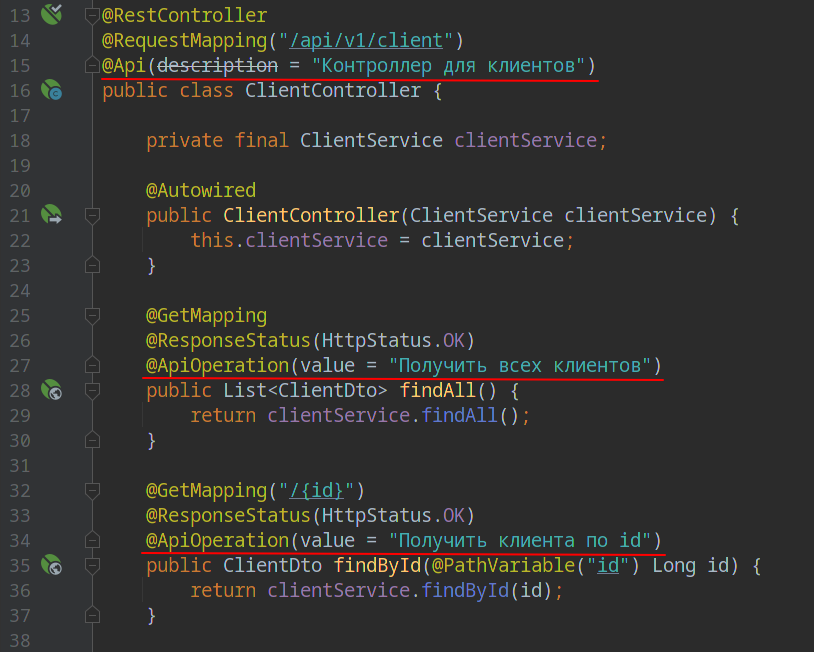 13 @RestController
14 @RequestMapping("/api/v1/client")
15 @Api(description = "Контроллер для клиентов")
16 public class ClientController {
17
18     private final ClientService clientService;
19
20     @Autowired
21     public ClientController(ClientService clientService) {
22         this.clientService = clientService;
23     }
24
25     @GetMapping
26     @ResponseStatus(HttpStatus.OK)
27     @ApiOperation(value = "Получить всех клиентов")
28     public List<ClientDto> findAll() {
29         return clientService.findAll();
30     }
31
32     @GetMapping("/{id}")
33     @ResponseStatus(HttpStatus.OK)
34     @ApiOperation(value = "Получить клиента по id")
35     public ClientDto findById(@PathVariable("id") Long id) {
36         return clientService.findById(id);
37     }
38